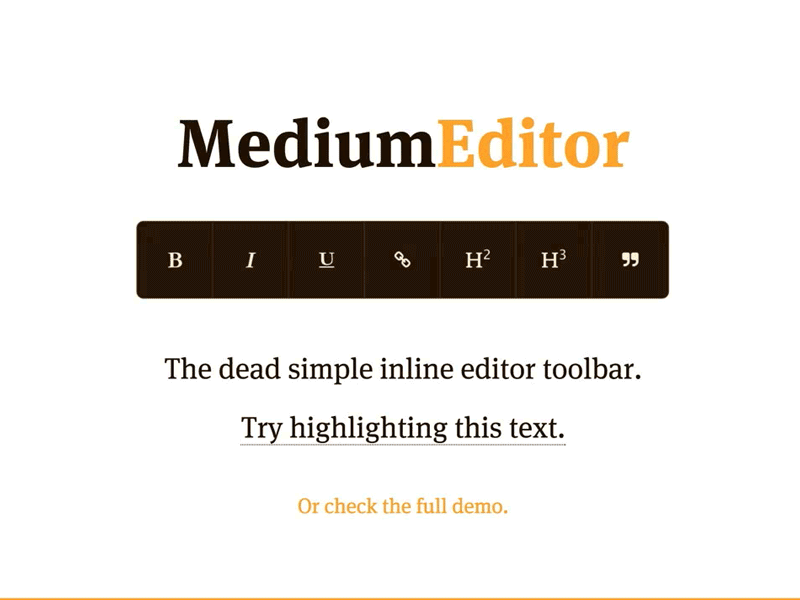 MediumEditor
B I U H2 H3 ”
The dead simple inline editor toolbar.
Try highlighting this text.
Or check the full demo.